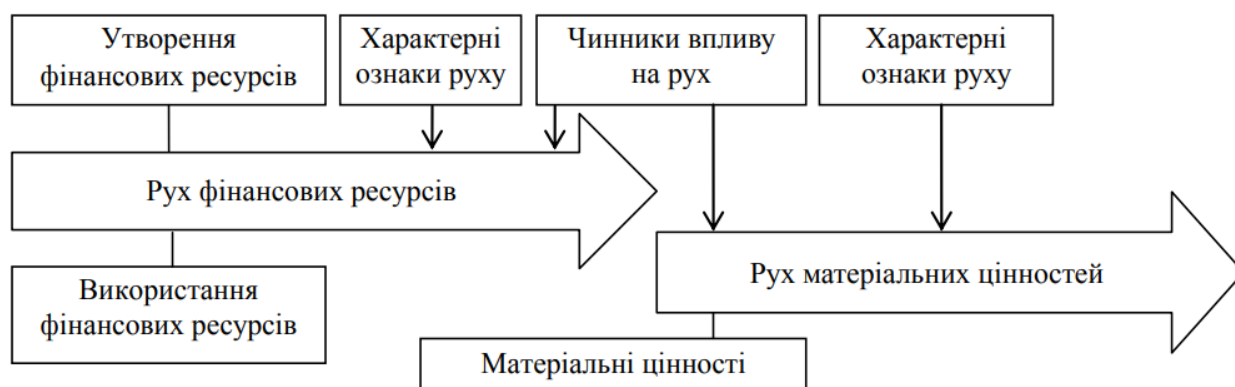 Утворення
фінансових ресурсів
Характерні
ознаки руху
Чинники впливу
на рух
Характерні
ознаки руху
Рух фінансових ресурсів
Рух матеріальних цінностей
Використання
фінансових ресурсів
Матеріальні цінності